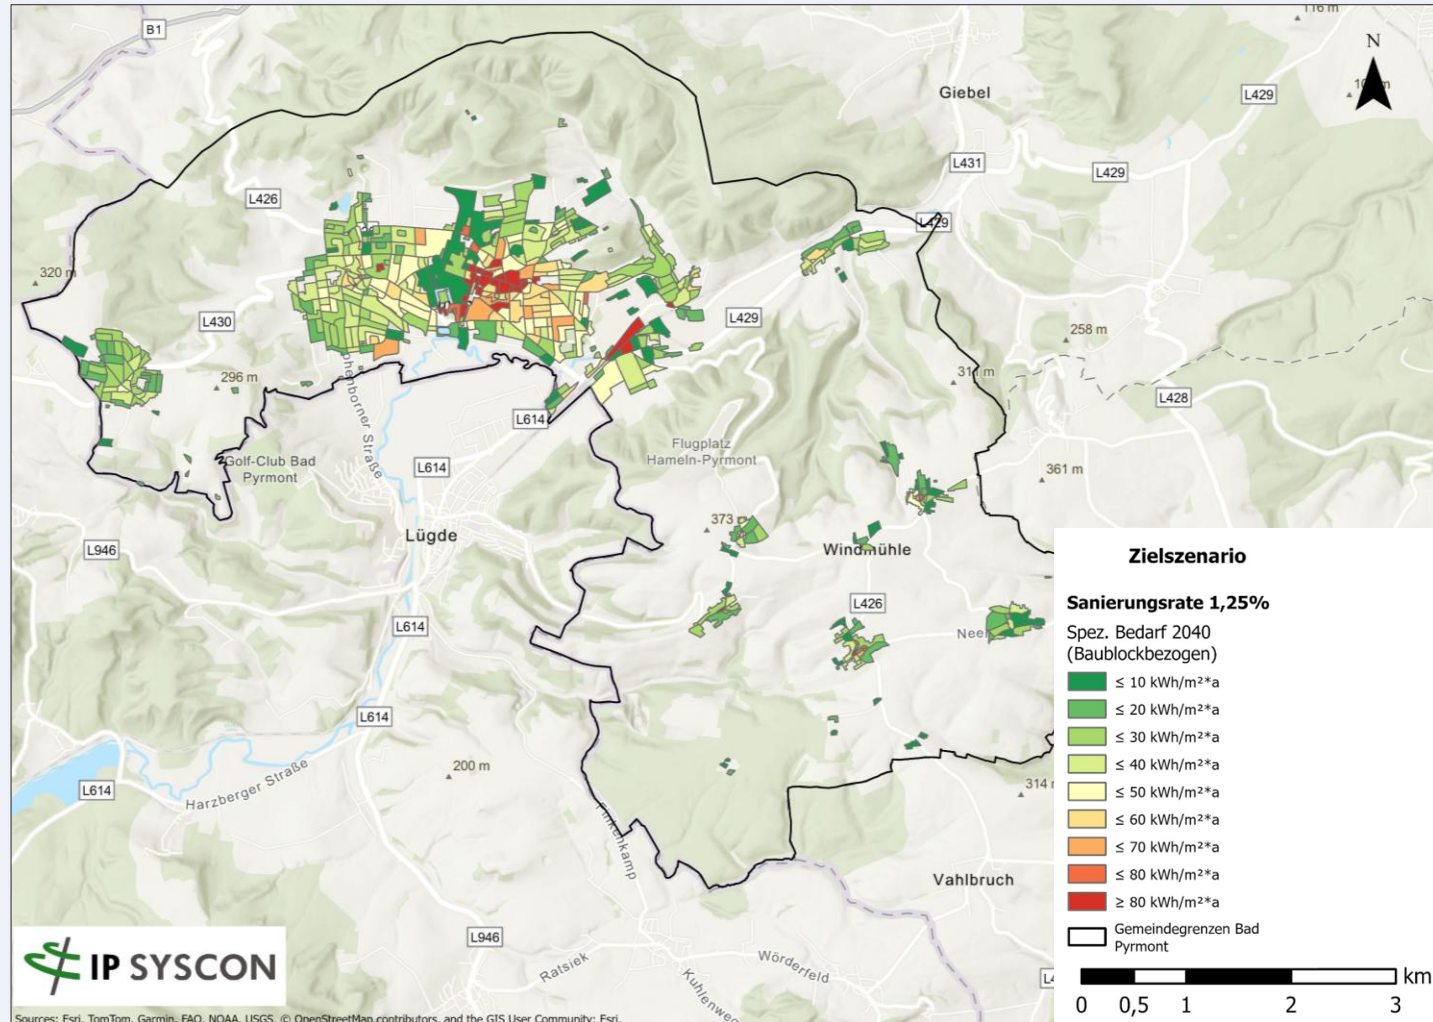 B1
116 m
N
Giebel
L429
L431
L429
L426
L429
320 m
L430
L429
258 m
296 m
L428
L614
Flugplatz
Hameln-Pyrmont
Golf-Club Bad
Pyrmont
L614
361 m
Lügde
373 m
Windmühle
L946
L426
L614
L614
200 m
L614
Harzberger Straße
Vahlbruch
L946
Ratsiek
Wörderfeld
Zielszenario
Sanierungsrate 1,25%
Spez. Bedarf 2040
(Baublockbezogen)
≤ 10 kWh/m²*a
≤ 20 kWh/m²*a
≤ 30 kWh/m²*a
≤ 40 kWh/m²*a
≤ 50 kWh/m²*a
≤ 60 kWh/m²*a
≤ 70 kWh/m²*a
≤ 80 kWh/m²*a
≥ 80 kWh/m²*a
Gemeindegrenzen Bad
Pyrmont
km
0 0,5 1 2 3
IP SYSCON
Sources: Esri, TomTom, Garmin, FAO, NOAA, USGS, © OpenStreetMap contributors, and the GIS User Community; Esri,